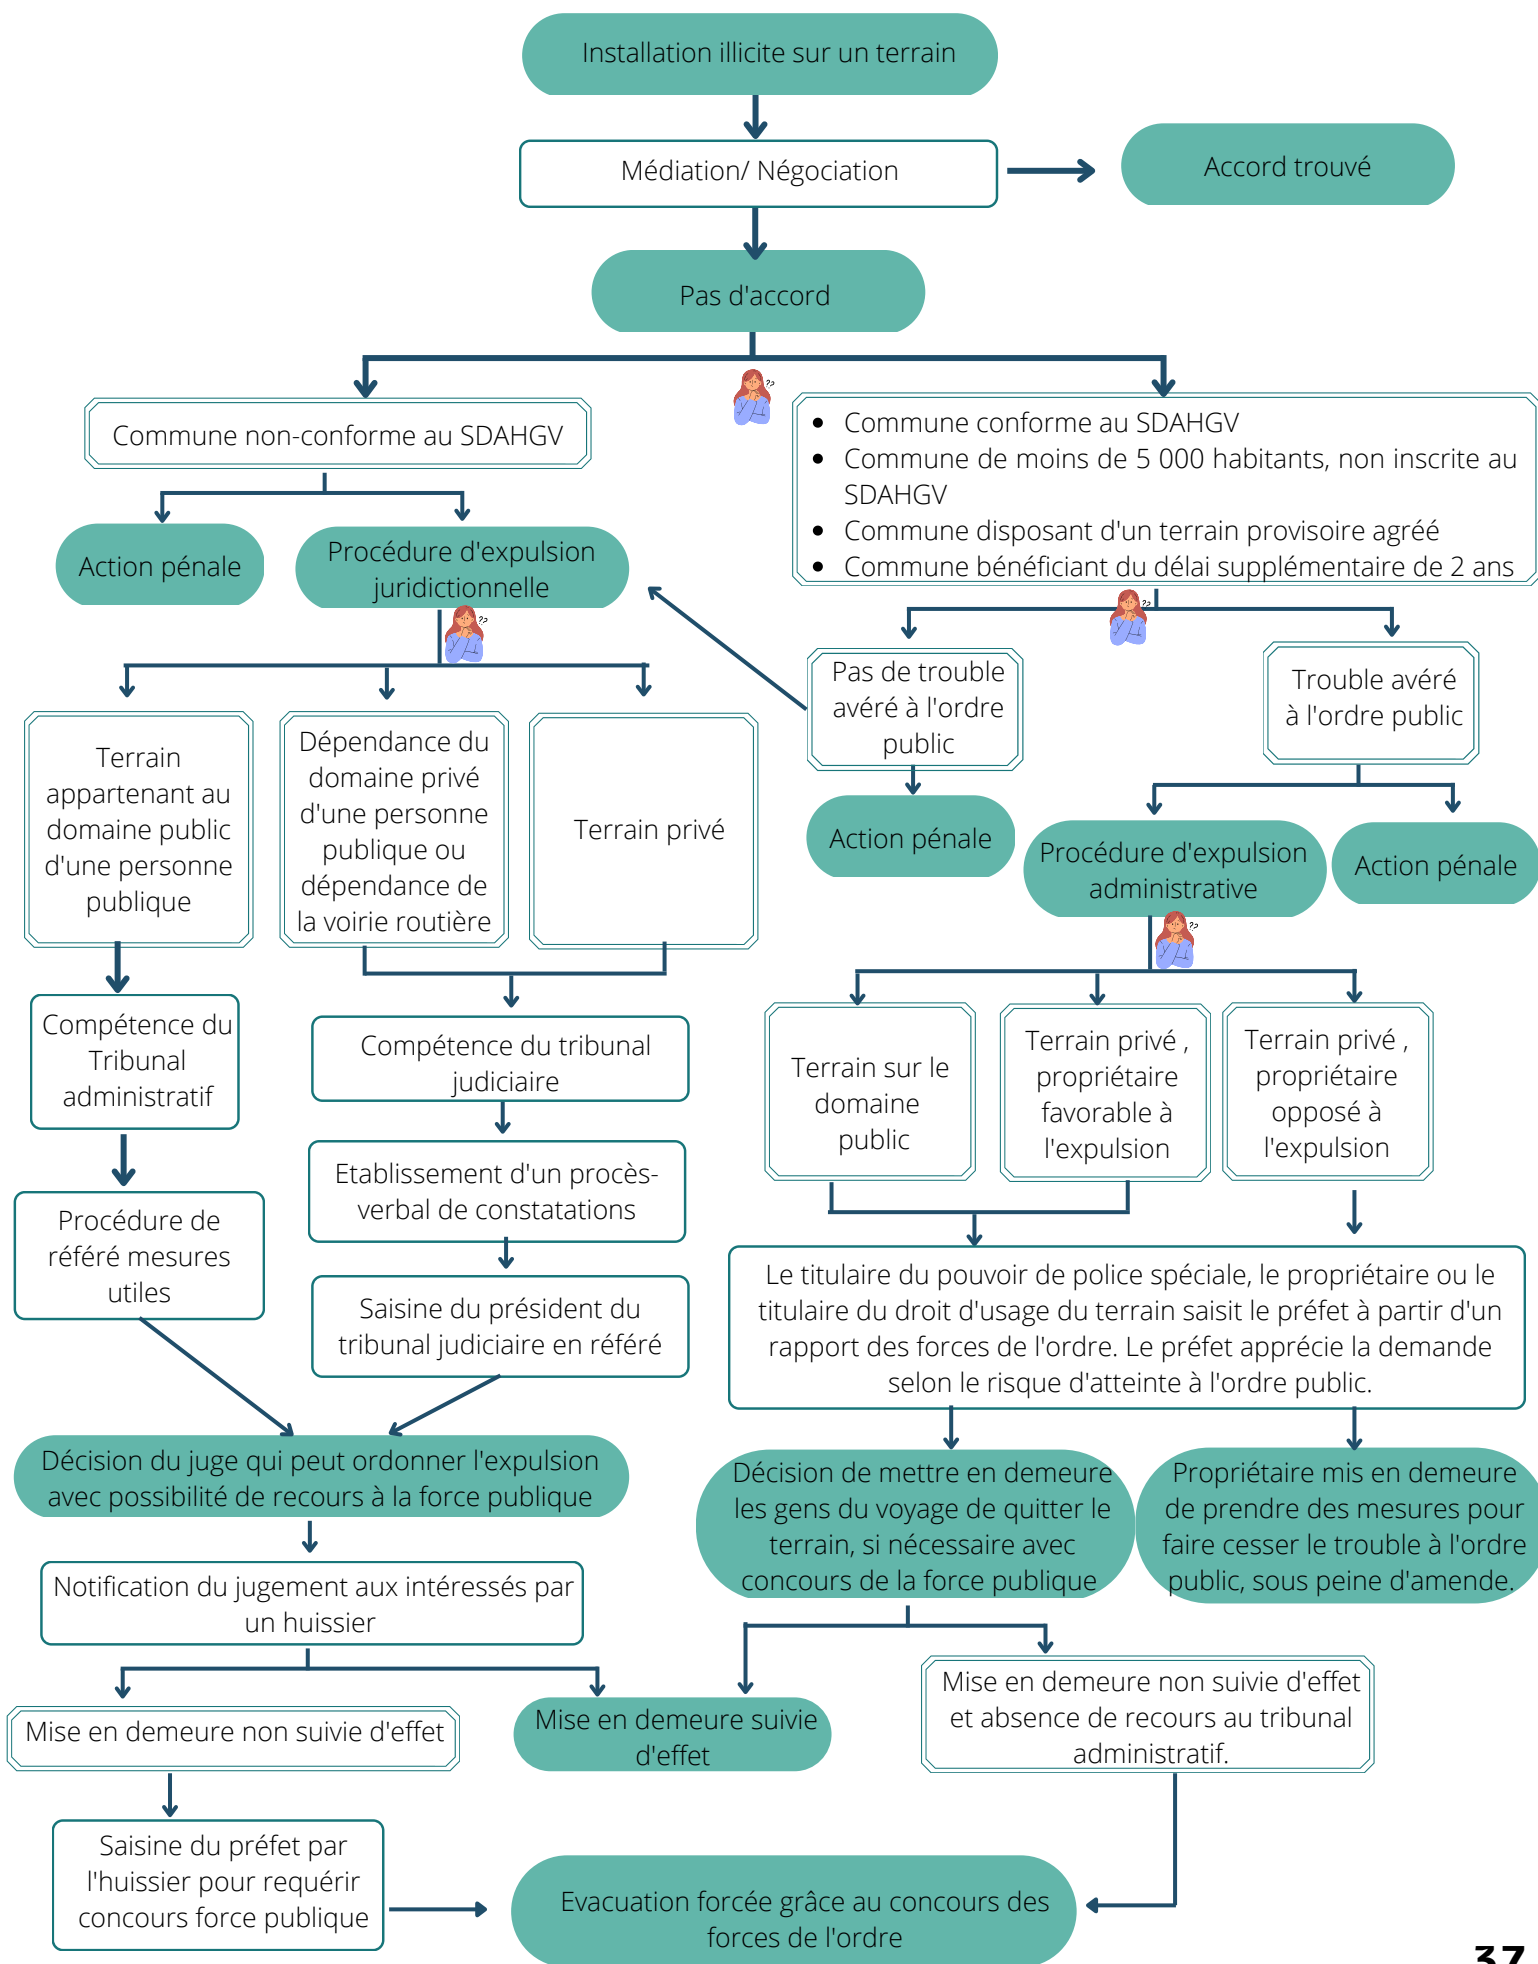 Installation illicite sur un terrain
Médiation/ Négociation
Accord trouvé
Pas d'accord
Commune non-conforme au SDAHGV
• Commune conforme au SDAHGV
• Commune de moins de 5 000 habitants, non inscrite au
SDAHGV
• Commune disposant d'un terrain provisoire agréé
• Commune bénéficiant du délai supplémentaire de 2 ans
Action pénale
Procédure d'expulsion
juridictionnelle
Pas de trouble
avéré à l'ordre
public
Trouble avéré
à l'ordre public
Terrain
appartenant au
domaine public
d'une personne
publique
Dépendance du
domaine privé
d'une personne
publique ou
dépendance de
la voirie routière
Terrain privé
Action pénale
Procédure d'expulsion
administrative
Action pénale
Compétence du
Tribunal
administratif
Compétence du tribunal
judiciaire
Terrain sur le
domaine
public
Terrain privé ,
propriétaire
favorable à
l'expulsion
Terrain privé ,
propriétaire
opposé à
l'expulsion
Etablissement d'un procès-
verbal de constatations
Procédure de
référé mesures
utiles
Saisine du président du
tribunal judiciaire en référé
Le titulaire du pouvoir de police spéciale, le propriétaire ou le
titulaire du droit d'usage du terrain saisit le préfet à partir d'un
rapport des forces de l'ordre. Le préfet apprécie la demande
selon le risque d'atteinte à l'ordre public.
Décision du juge qui peut ordonner l'expulsion
avec possibilité de recours à la force publique
Décision de mettre en demeure
les gens du voyage de quitter le
terrain, si nécessaire avec
concours de la force publique
Propriétaire mis en demeure
de prendre des mesures pour
faire cesser le trouble à l'ordre
public, sous peine d'amende.
Notification du jugement aux intéressés par
un huissier
Mise en demeure non suivie d'effet
Mise en demeure suivie
d'effet
Mise en demeure non suivie d'effet
et absence de recours au tribunal
administratif.
Saisine du préfet par
l'huissier pour requérir
concours force publique
Evacuation forcée grâce au concours des
forces de l'ordre
37